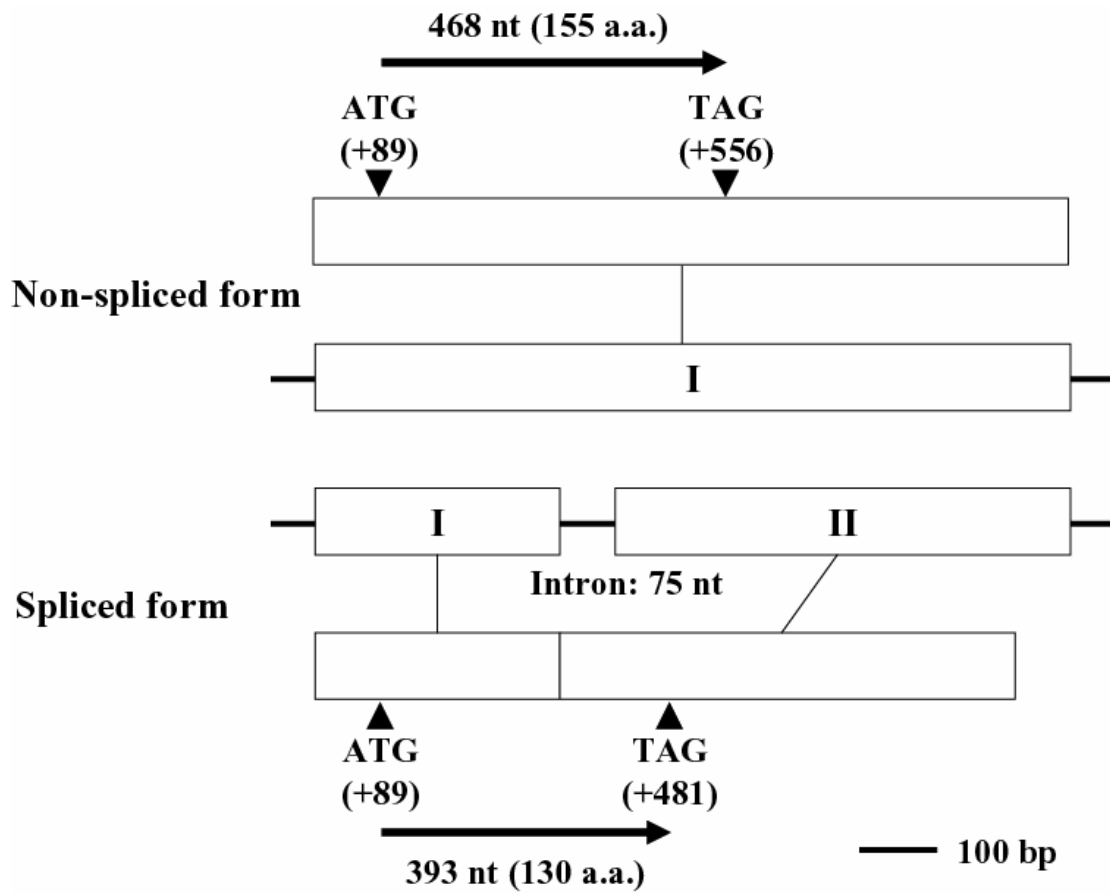 468 nt (155 a.a.)
ATG TAG
(+89) (+556)
Non-spliced form
I
I II
Intron: 75 nt
Spliced form
ATG TAG
(+89) (+481)
393 nt (130 a.a.)
100 bp